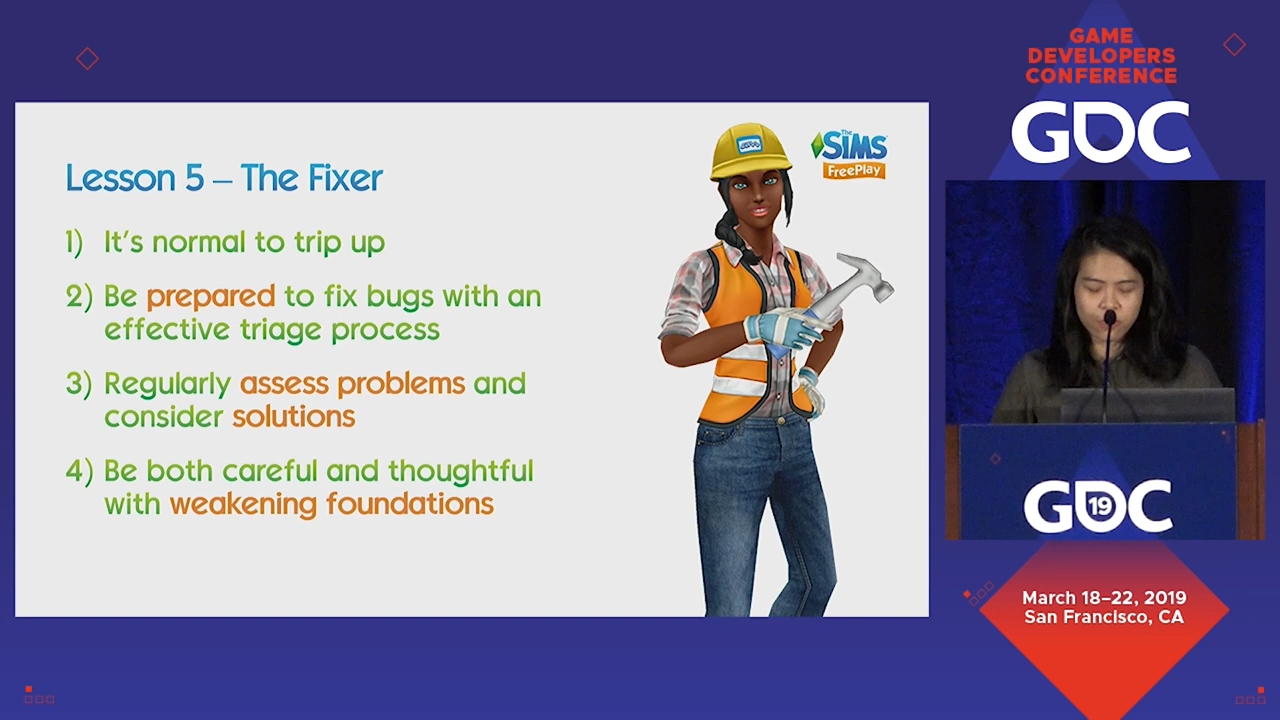 Lesson 5 – The Fixer
1) It's normal to trip up
2) Be prepared to fix bugs with an
effective triage process
3) Regularly assess problems and
consider solutions
4) Be both careful and thoughtful
with weakening foundations
The
SiMS
FreePlay
GAME
DEVELOPERS
CONFERENCE
GDC
GDC
19
March 18–22, 2019
San Francisco, CA